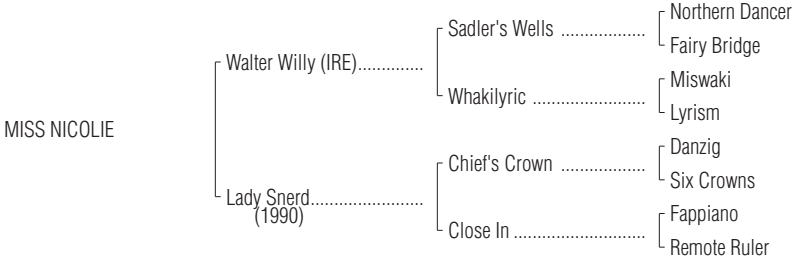 Northern Dancer
Sadler's Wells ..................
Fairy Bridge
Walter Willy (IRE)..............
Miswaki
Whakilyric ........................
Lyrism
MISS NICOLIE
Danzig
Chief's Crown ..................
Six Crowns
Lady Snerd........................
(1990)
Fappiano
Close In ............................
Remote Ruler